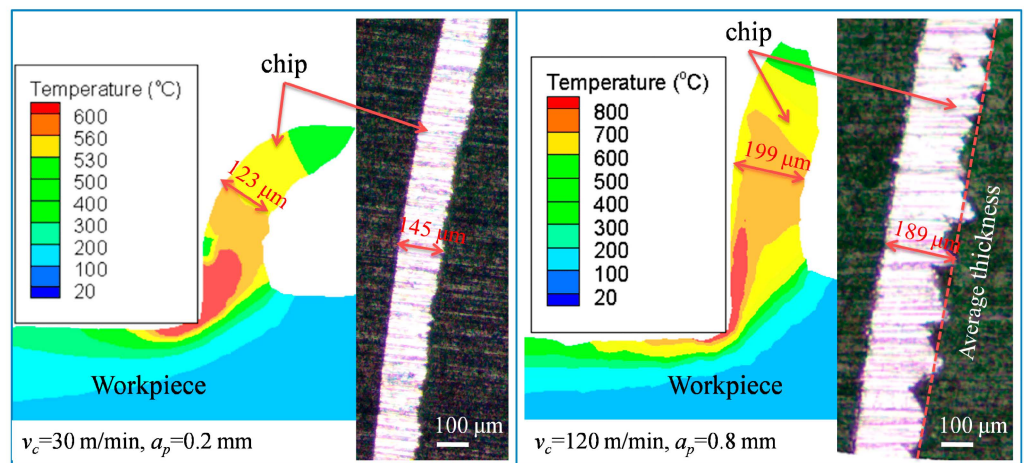 chip
Temperature (°C)
600
560
530
500
400
300
200
100
20
123 μm
145 μm
Workpiece
100 μm
v_c=30 m/min, a_p=0.2 mm
chip
Temperature (°C)
800
700
600
500
400
300
200
100
20
199 μm
189 μm
Average thickness
Workpiece
100 μm
v_c=120 m/min, a_p=0.8 mm